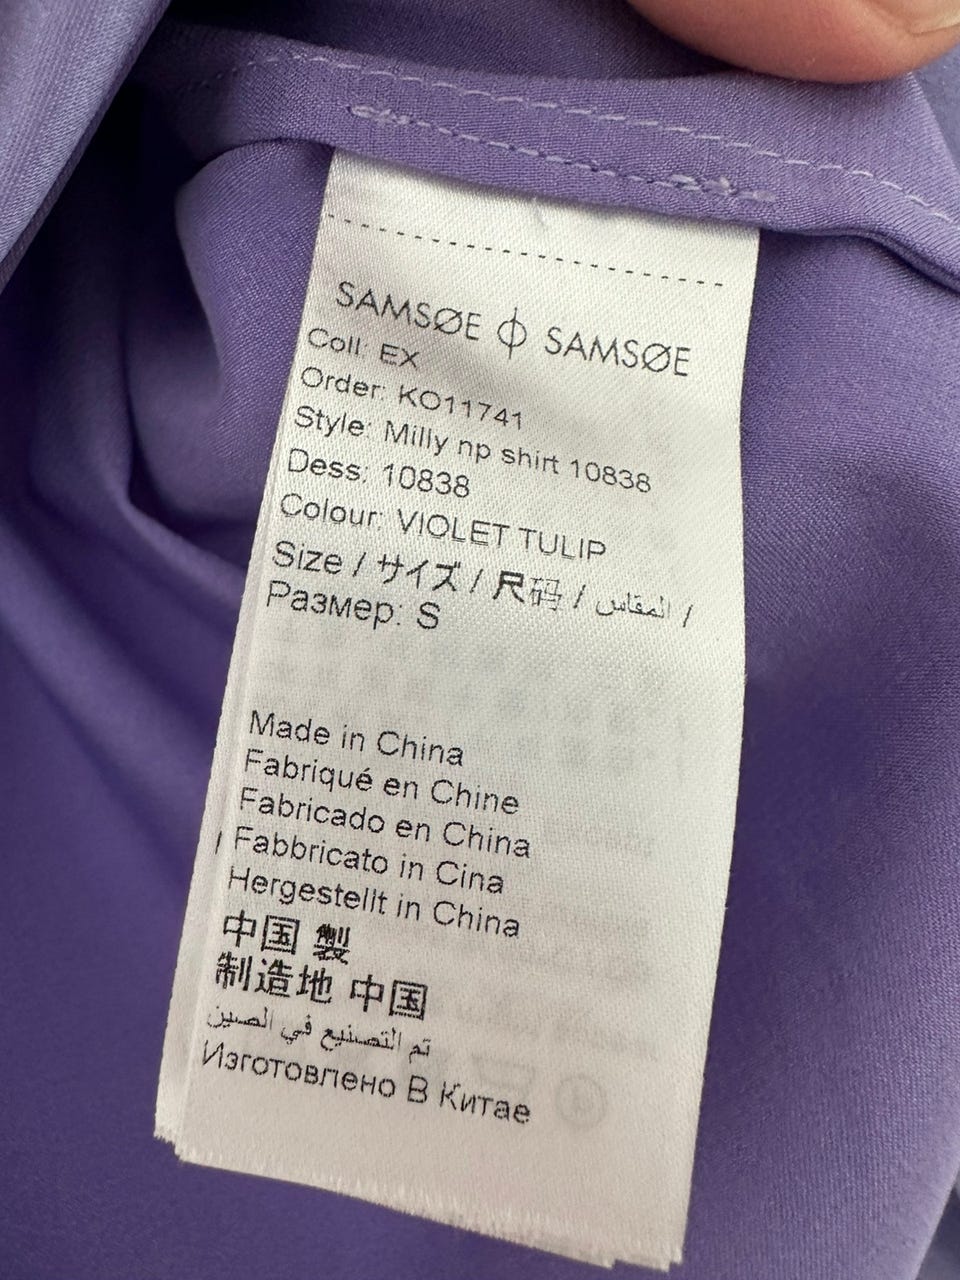 SAMSØE ф SAMSØE
Coll: EX
Order: KO11741
Style: Milly np shirt 10838
Dess: 10838
Colour: VIOLET TULIP
Size / サイズ / 尺码 / المقاس /
Размер: S
Made in China
Fabriqué en Chine
Fabricado en China
Fabbricato in Cina
Hergestellt in China
中国 製
制造地 中国
تم التصنيع في الصين
Изготовлено В Китае